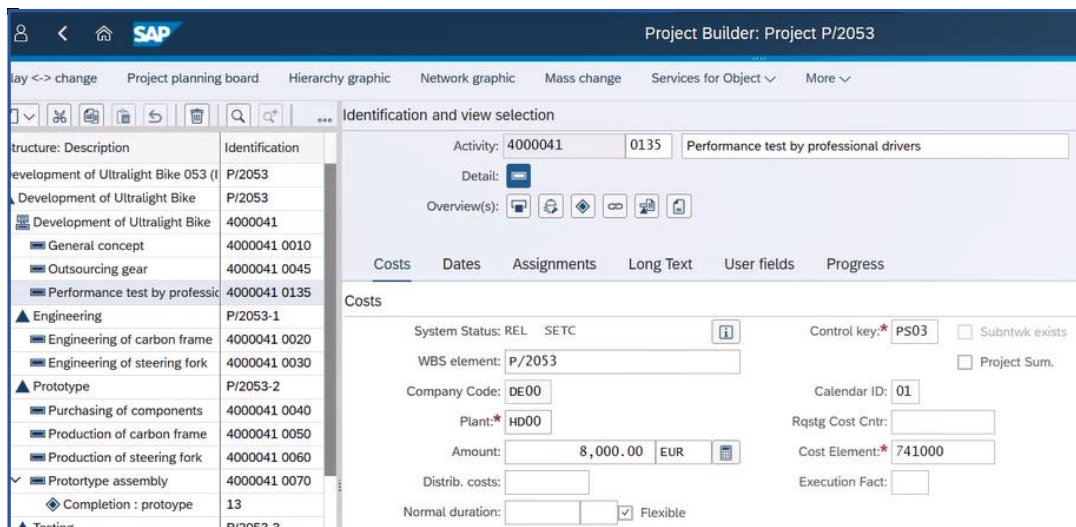 SAP
Project Builder: Project P/2053
lay <-> change Project planning board Hierarchy graphic Network graphic Mass change Services for Object More
Identification and view selection
tructure: Description Identification
evelopment of Ultralight Bike 053 (I P/2053
Development of Ultralight Bike P/2053
Development of Ultralight Bike 4000041
General concept 4000041 0010
Outsourcing gear 4000041 0045
Performance test by professic 4000041 0135
Engineering P/2053-1
Engineering of carbon frame 4000041 0020
Engineering of steering fork 4000041 0030
Prototype P/2053-2
Purchasing of components 4000041 0040
Production of carbon frame 4000041 0050
Production of steering fork 4000041 0060
Protortype assembly 4000041 0070
Completion : protoype 13
Testing P/2053-3
Activity: 4000041 0135 Performance test by professional drivers
Detail:
Overview(s):
Costs Dates Assignments Long Text User fields Progress
Costs
System Status: REL SETC Control key:* PS03 Subntwk exists
WBS element: P/2053 Project Sum.
Company Code: DE00 Calendar ID: 01
Plant:* HD00 Rqstg Cost Cntr:
Amount: 8,000.00 EUR Cost Element:* 741000
Distrib. costs: Execution Fact:
Normal duration: Flexible